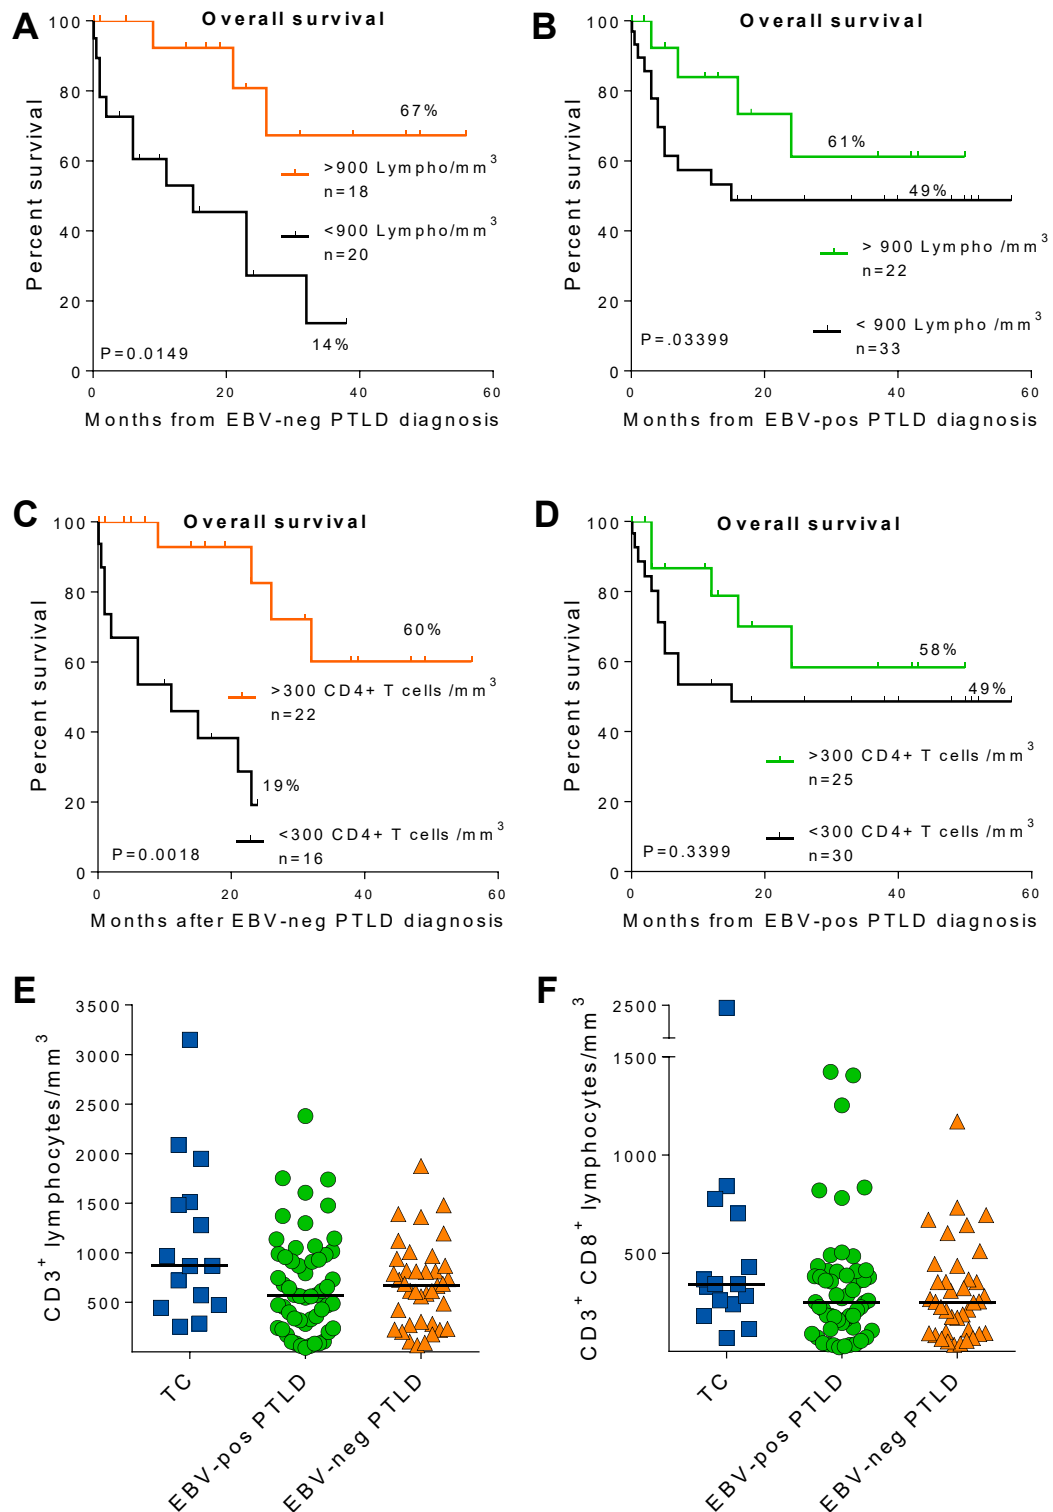 A
Overall survival
100
80
60
40
20
0
Percent survival
67%
>900 Lympho/mm³
n=18
<900 Lympho/mm³
n=20
14%
P=0.0149
0 20 40 60
Months from EBV-neg PTLD diagnosis
B
Overall survival
100
80
60
40
20
0
Percent survival
61%
49%
> 900 Lympho /mm³
n=22
< 900 Lympho /mm³
n=33
P=.03399
0 20 40 60
Months from EBV-pos PTLD diagnosis
C
Overall survival
100
80
60
40
20
0
Percent survival
60%
>300 CD4+ T cells /mm³
n=22
19%
<300 CD4+ T cells /mm³
n=16
P=0.0018
0 20 40 60
Months after EBV-neg PTLD diagnosis
D
Overall survival
100
80
60
40
20
0
Percent survival
58%
49%
>300 CD4+ T cells /mm³
n=25
<300 CD4+ T cells /mm³
n=30
P=0.3399
0 20 40 60
Months from EBV-pos PTLD diagnosis
E
3500
3000
2500
2000
1500
1000
500
CD3⁺ lymphocytes/mm³
TC
EBV-pos PTLD
EBV-neg PTLD
F
2500
1500
1000
500
CD3⁺ CD8⁺ lymphocytes/mm³
TC
EBV-pos PTLD
EBV-neg PTLD